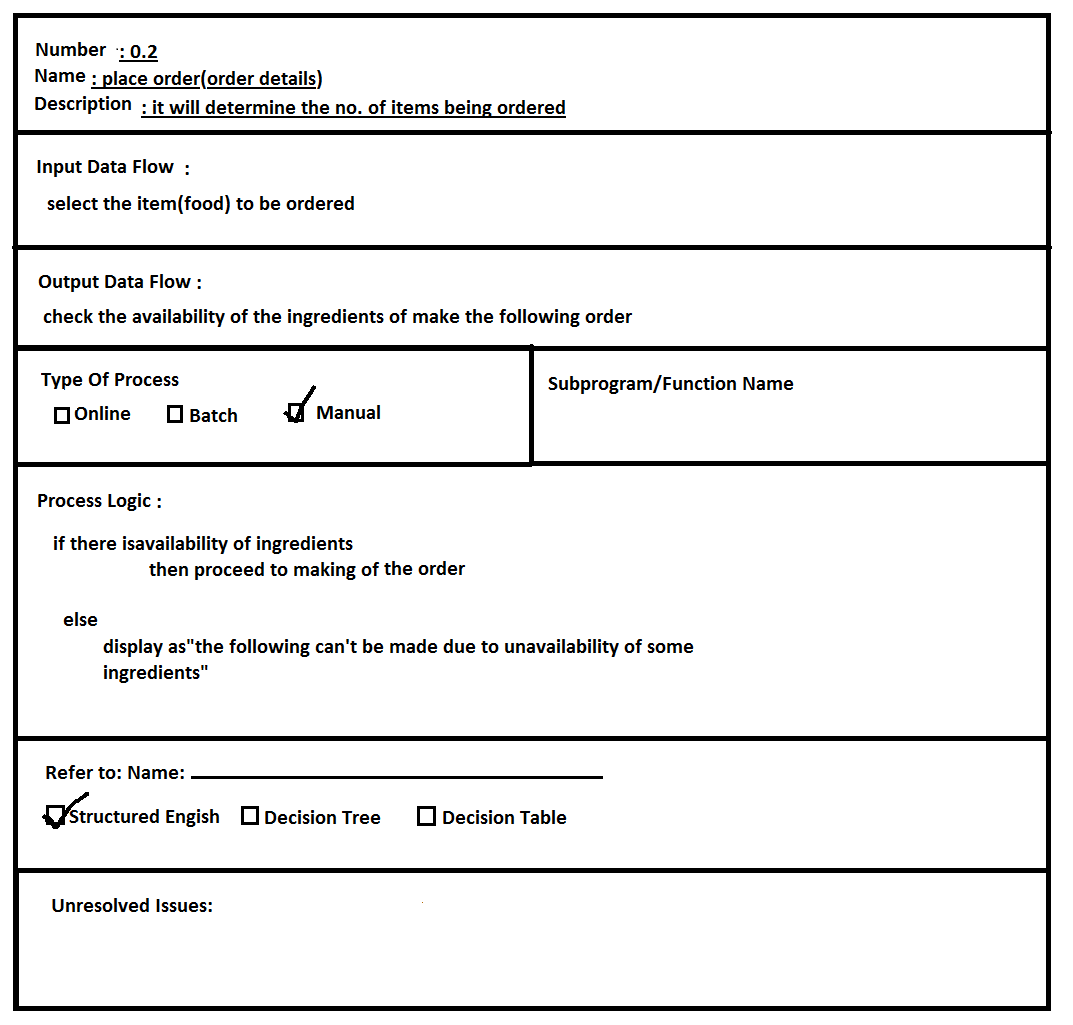 Number : 0.2
Name : place order(order details)
Description : it will determine the no. of items being ordered
Input Data Flow :
select the item(food) to be ordered
Output Data Flow :
check the availability of the ingredients of make the following order
Type Of Process
Online Batch Manual
Subprogram/Function Name
Process Logic :
if there isavailability of ingredients
then proceed to making of the order
else
display as"the following can't be made due to unavailability of some
ingredients"
Refer to: Name:
Structured Engish Decision Tree Decision Table
Unresolved Issues: